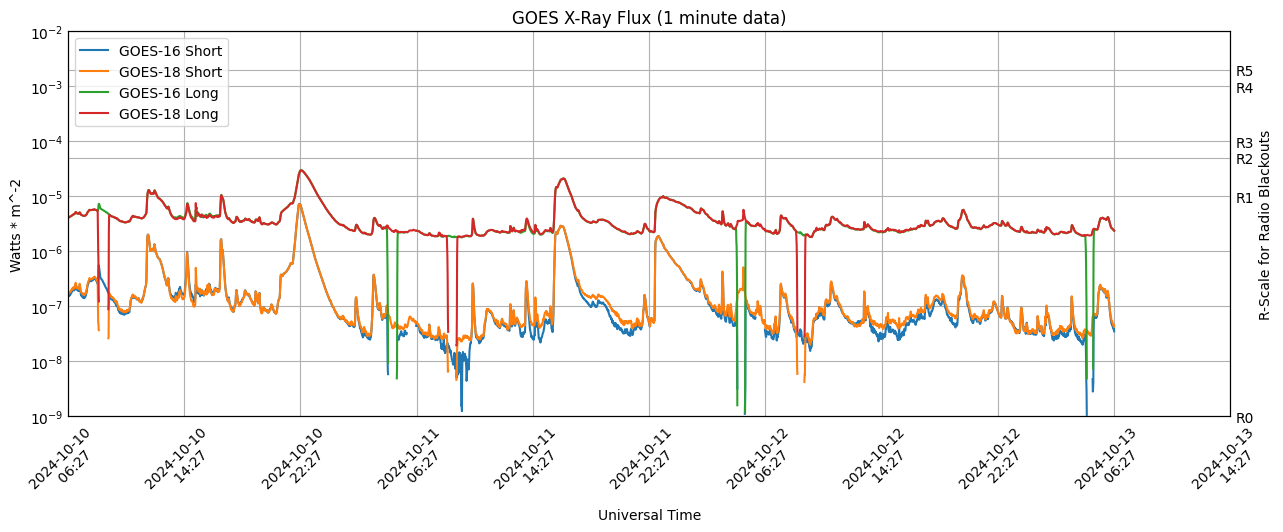 GOES X-Ray Flux (1 minute data)
GOES-16 Short
GOES-18 Short
GOES-16 Long
GOES-18 Long
10^-2
10^-3
10^-4
10^-5
10^-6
10^-7
10^-8
10^-9
Watts * m^-2
R5
R4
R3
R2
R1
R0
R-Scale for Radio Blackouts
2024-10-10
06:27
2024-10-10
14:27
2024-10-10
22:27
2024-10-11
06:27
2024-10-11
14:27
2024-10-11
22:27
2024-10-12
06:27
2024-10-12
14:27
2024-10-12
22:27
2024-10-13
06:27
2024-10-13
14:27
Universal Time